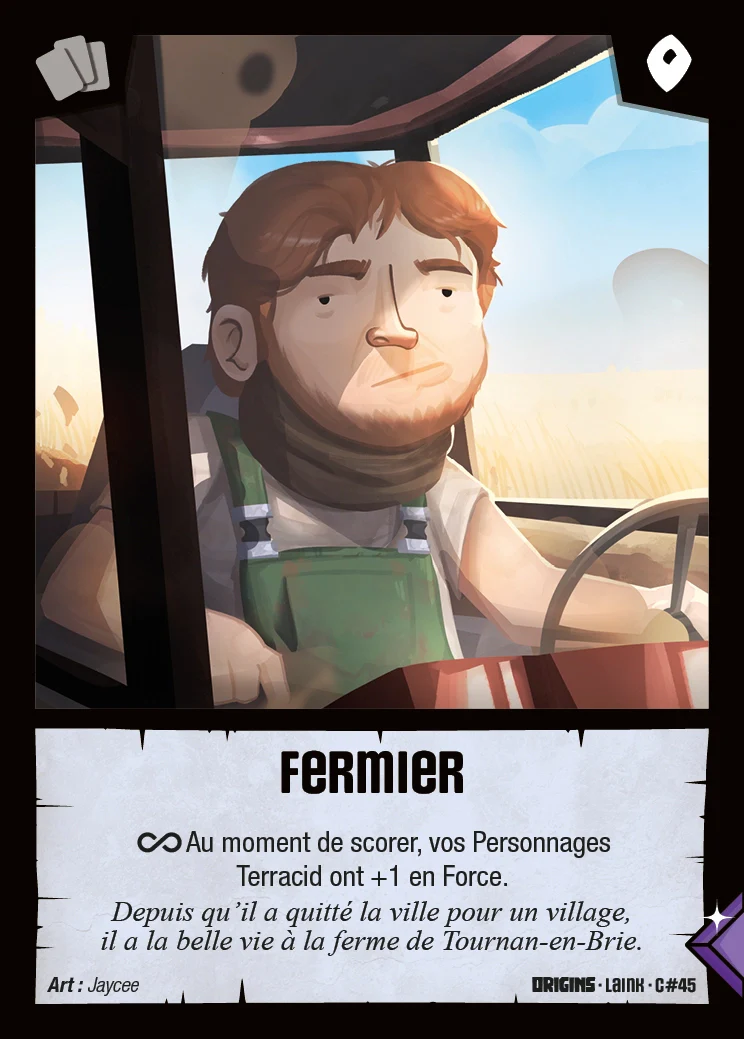 FERMIER
∞ Au moment de scorer, vos Personnages
Terracid ont +1 en Force.
Depuis qu’il a quitté la ville pour un village,
il a la belle vie à la ferme de Tournan-en-Brie.
Art : Jaycee
ORIGINS · LAINK · C#45